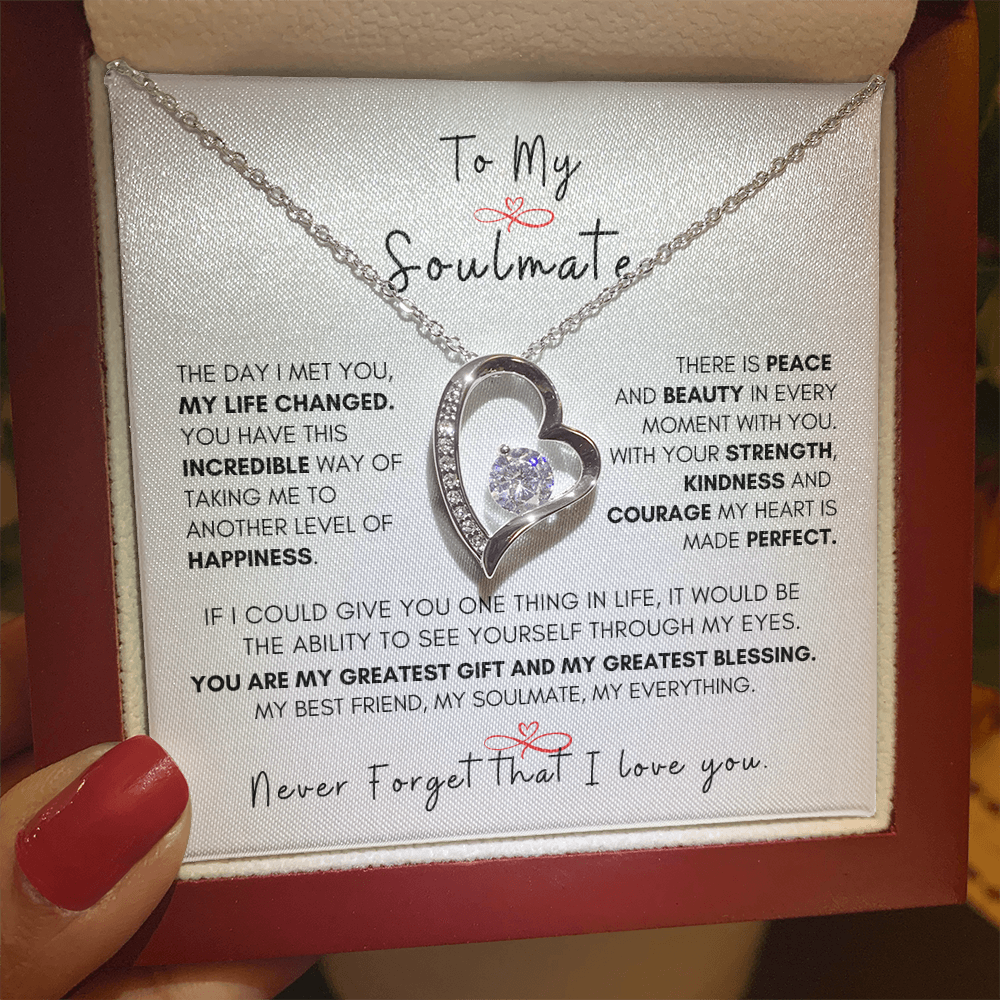 To My
Soulmate
THE DAY I MET YOU,
MY LIFE CHANGED.
YOU HAVE THIS
INCREDIBLE WAY OF
TAKING ME TO
ANOTHER LEVEL OF
HAPPINESS.
THERE IS PEACE
AND BEAUTY IN EVERY
MOMENT WITH YOU.
WITH YOUR STRENGTH,
KINDNESS AND
COURAGE MY HEART IS
MADE PERFECT.
IF I COULD GIVE YOU ONE THING IN LIFE, IT WOULD BE
THE ABILITY TO SEE YOURSELF THROUGH MY EYES.
YOU ARE MY GREATEST GIFT AND MY GREATEST BLESSING.
MY BEST FRIEND, MY SOULMATE, MY EVERYTHING.
Never Forget that I love you.